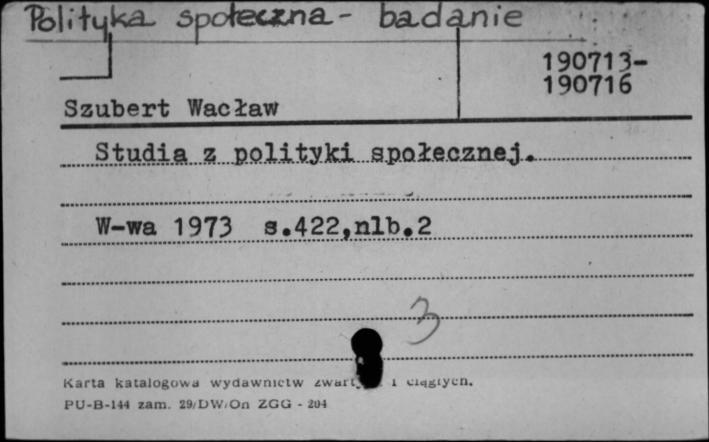 Polityka społeczna - badanie
190713-
190716
Szubert Wacław
Studia z polityki społecznej.
W-wa 1973 s.422,nlb.2
3
Karta katalogowa wydawnictw i ciągłych.
PU-B-144 zam. 29/DW/On ZGG - 204